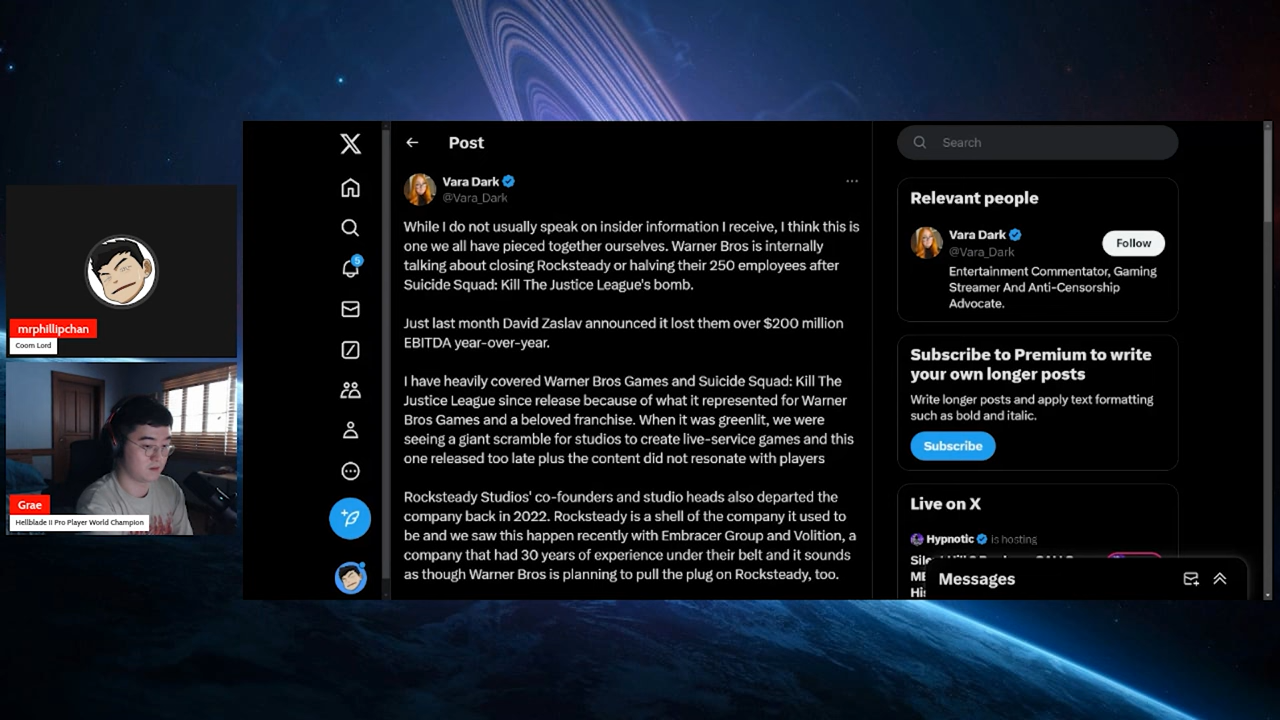 mrphillipchan
Coom Lord
Grae
Hellblade II Pro Player World Champion
X
5
Post
Vara Dark
@Vara_Dark
While I do not usually speak on insider information I receive, I think this is
one we all have pieced together ourselves. Warner Bros is internally
talking about closing Rocksteady or halving their 250 employees after
Suicide Squad: Kill The Justice League's bomb.
Just last month David Zaslav announced it lost them over $200 million
EBITDA year-over-year.
I have heavily covered Warner Bros Games and Suicide Squad: Kill The
Justice League since release because of what it represented for Warner
Bros Games and a beloved franchise. When it was greenlit, we were
seeing a giant scramble for studios to create live-service games and this
one released too late plus the content did not resonate with players
Rocksteady Studios' co-founders and studio heads also departed the
company back in 2022. Rocksteady is a shell of the company it used to
be and we saw this happen recently with Embracer Group and Volition, a
company that had 30 years of experience under their belt and it sounds
as though Warner Bros is planning to pull the plug on Rocksteady, too.
Search
Relevant people
Vara Dark
@Vara_Dark
Follow
Entertainment Commentator, Gaming
Streamer And Anti-Censorship
Advocate.
Subscribe to Premium to write
your own longer posts
Write longer posts and apply text formatting
such as bold and italic.
Subscribe
Live on X
Hypnotic is hosting
Messages